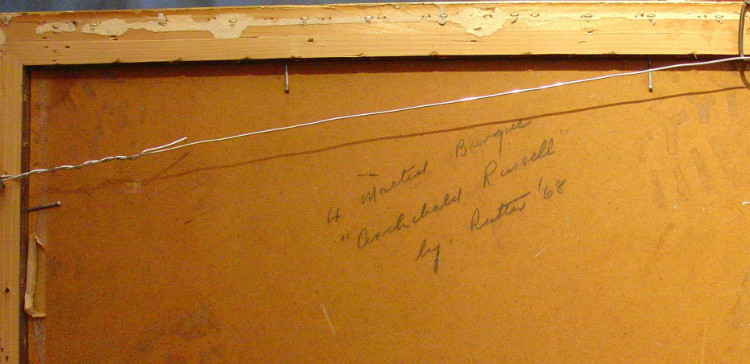 4 Masted Barque
"Archibald Russell"
by Rutter '68